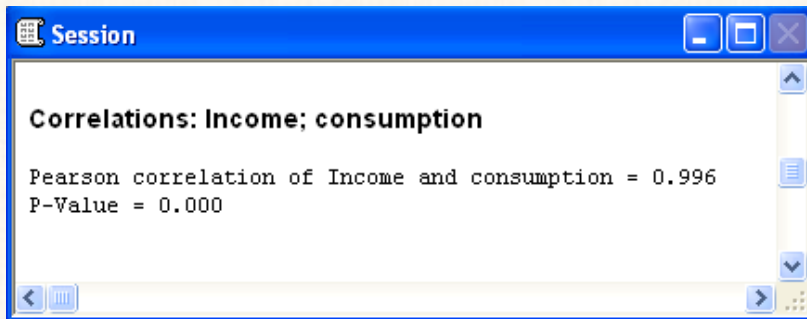 Session
Correlations: Income; consumption
Pearson correlation of Income and consumption = 0.996
P-Value = 0.000